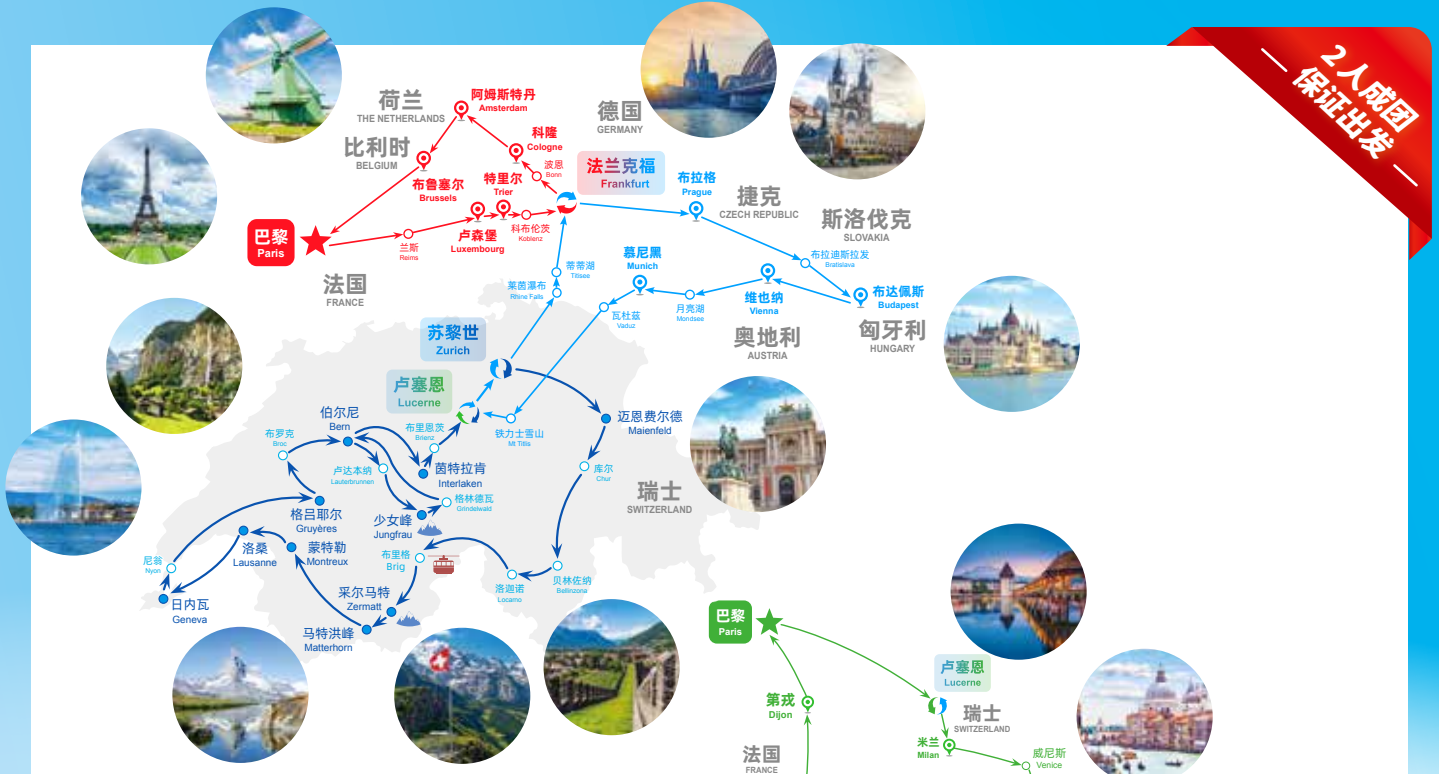 2人成团
保证出发
荷兰
THE NETHERLANDS
阿姆斯特丹
Amsterdam
德国
GERMANY
比利时
BELGIUM
科隆
Cologne
波恩
Bonn
法兰克福
Frankfurt
布鲁塞尔
Brussels
特里尔
Trier
布拉格
Prague
捷克
CZECH REPUBLIC
斯洛伐克
SLOVAKIA
巴黎
Paris
兰斯
Reims
卢森堡
Luxembourg
科布伦茨
Koblenz
法国
FRANCE
蒂蒂湖
Titisee
莱茵瀑布
Rhine Falls
慕尼黑
Munich
布拉迪斯拉发
Bratislava
瓦杜兹
Vaduz
月亮湖
Mondsee
维也纳
Vienna
布达佩斯
Budapest
奥地利
AUSTRIA
匈牙利
HUNGARY
苏黎世
Zurich
卢塞恩
Lucerne
伯尔尼
Bern
布里恩茨
Brienz
铁力士雪山
Mt Titlis
迈恩费尔德
Maienfeld
布罗克
Broc
卢达本纳
Lauterbrunnen
茵特拉肯
Interlaken
库尔
Chur
格林德瓦
Grindelwald
瑞士
SWITZERLAND
格吕耶尔
Gruyères
少女峰
Jungfrau
洛桑
Lausanne
蒙特勒
Montreux
布里格
Brig
尼翁
Nyon
日内瓦
Geneva
采尔马特
Zermatt
洛迦诺
Locarno
贝林佐纳
Bellinzona
马特洪峰
Matterhorn
巴黎
Paris
卢塞恩
Lucerne
第戎
Dijon
瑞士
SWITZERLAND
米兰
Milan
威尼斯
Venice
法国
FRANCE